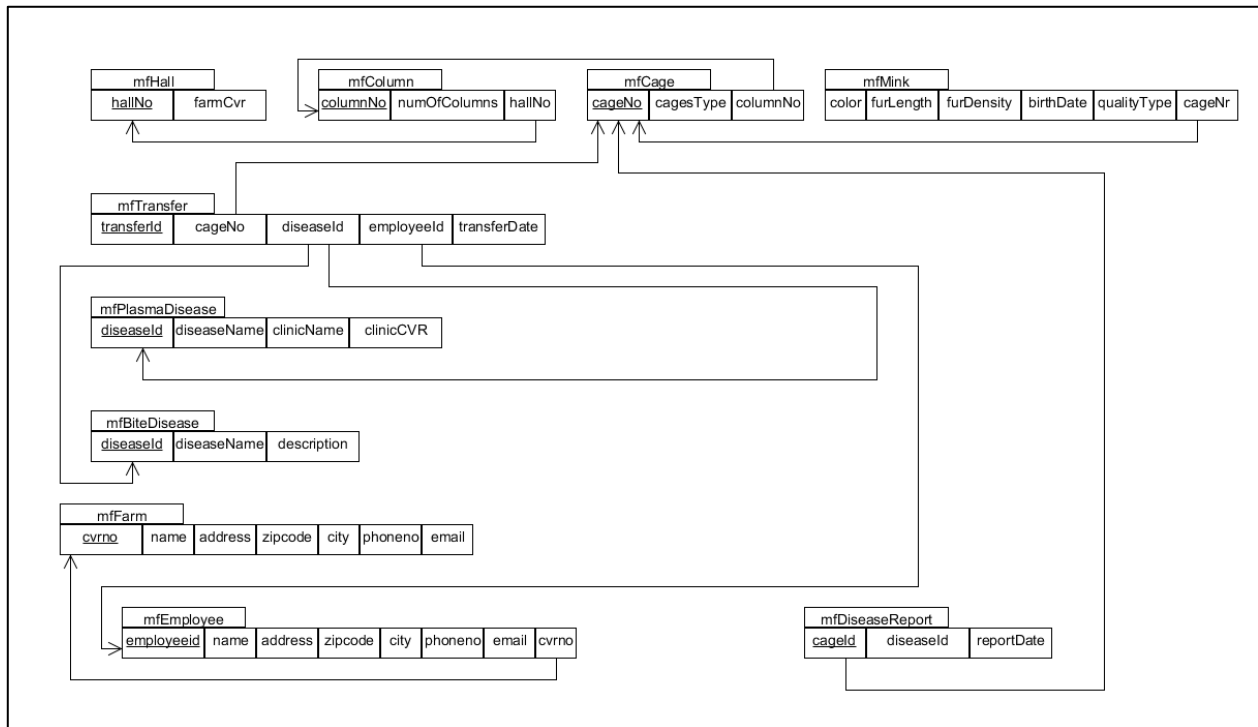 mfHall mfColumn mfCage mfMink
hallNo farmCvr columnNo numOfColumns hallNo cageNo cagesType columnNo color furLength furDensity birthDate qualityType cageNr
mfTransfer
transferId cageNo diseaseId employeeId transferDate
mfPlasmaDisease
diseaseId diseaseName clinicName clinicCVR
mfBiteDisease
diseaseId diseaseName description
mfFarm
cvrno name address zipcode city phoneno email
mfEmployee mfDiseaseReport
employeeid name address zipcode city phoneno email cvrno cageId diseaseId reportDate